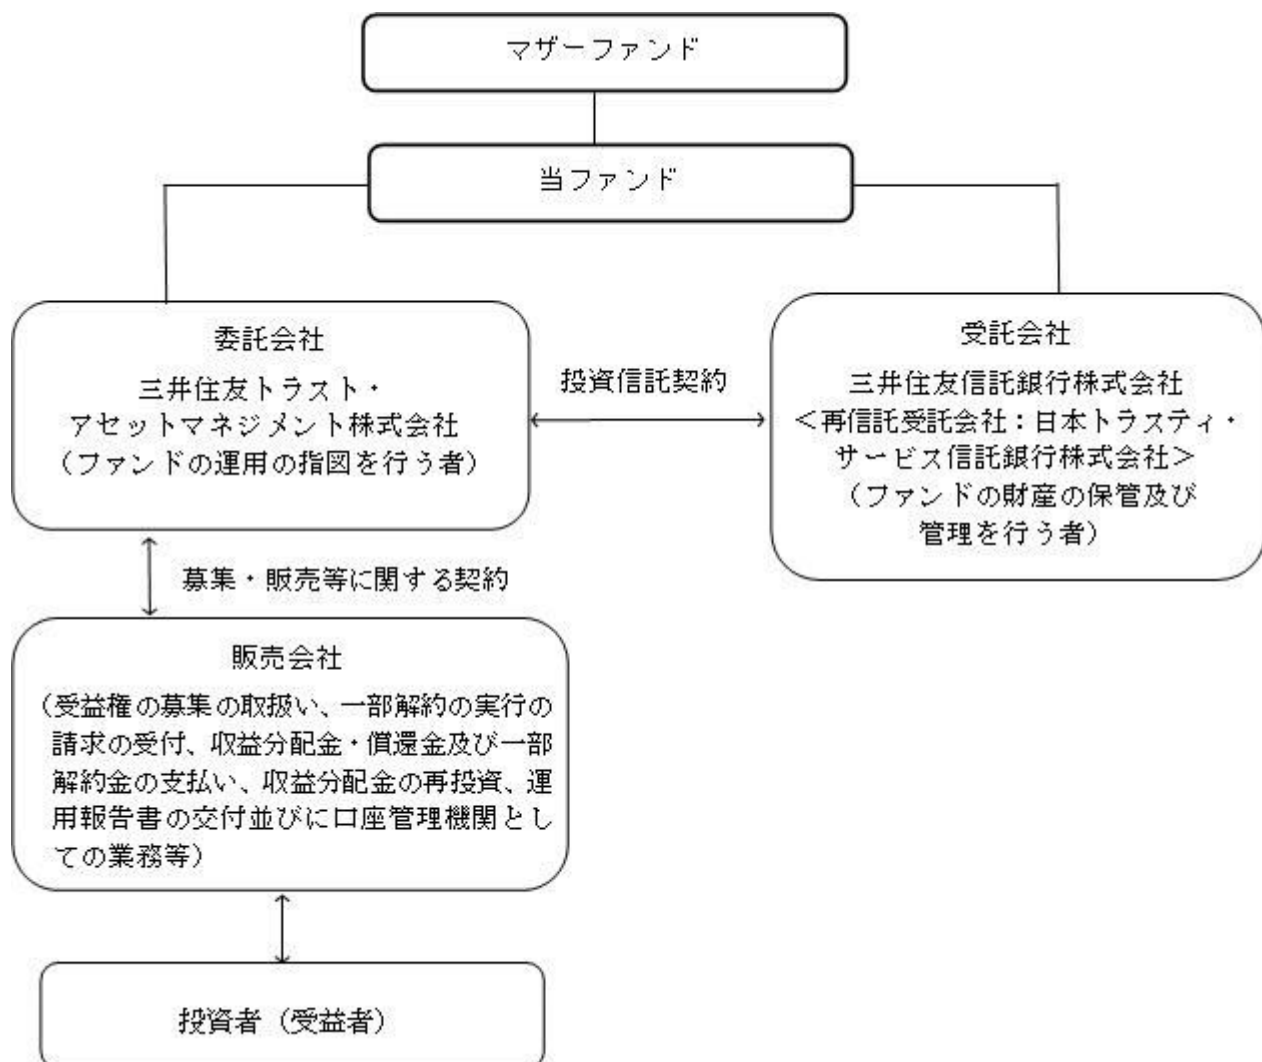 マザーファンド
当ファンド
委託会社
三井住友トラスト・
アセットマネジメント株式会社
（ファンドの運用の指図を行う者）
投資信託契約
受託会社
三井住友信託銀行株式会社
＜再信託受託会社：日本トラスティ・
サービス信託銀行株式会社＞
（ファンドの財産の保管及び
管理を行う者）
募集・販売等に関する契約
販売会社
（受益権の募集の取扱い、一部解約の実行の
請求の受付、収益分配金・償還金及び一部
解約金の支払い、収益分配金の再投資、運
用報告書の交付並びに口座管理機関とし
ての業務等）
投資者（受益者）